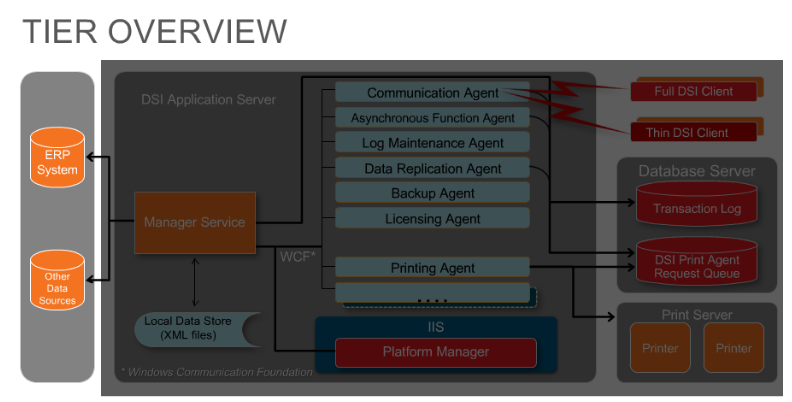 TIER OVERVIEW
DSI Application Server
Communication Agent
Full DSI Client
Asynchronous Function Agent
Thin DSI Client
Log Maintenance Agent
ERP
System
Data Replication Agent
Database Server
Backup Agent
Manager Service
Licensing Agent
Transaction Log
WCF*
Printing Agent
DSI Print Agent
Request Queue
Other
Data
Sources
. . . .
Local Data Store
(XML files)
IIS
Print Server
Platform Manager
Printer
Printer
* Windows Communication Foundation